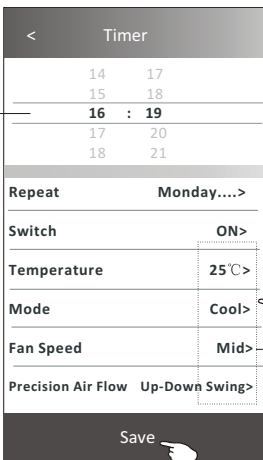 < Timer
14 17
15 18
16 : 19
17 20
18 21
Repeat Monday....>
Switch ON>
Temperature 25℃>
Mode Cool>
Fan Speed Mid>
Precision Air Flow Up-Down Swing>
Save